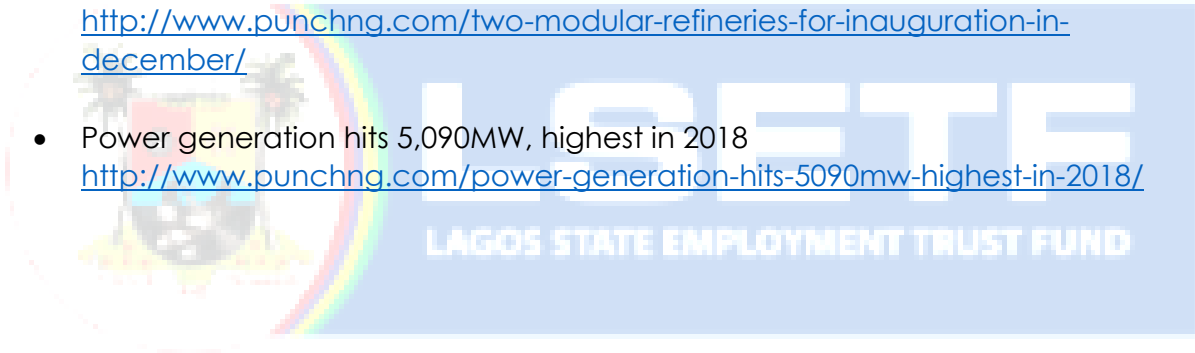 http://www.punchng.com/two-modular-refineries-for-inauguration-in-
december/
• Power generation hits 5,090MW, highest in 2018
http://www.punchng.com/power-generation-hits-5090mw-highest-in-2018/
LSETF
LAGOS STATE EMPLOYMENT TRUST FUND